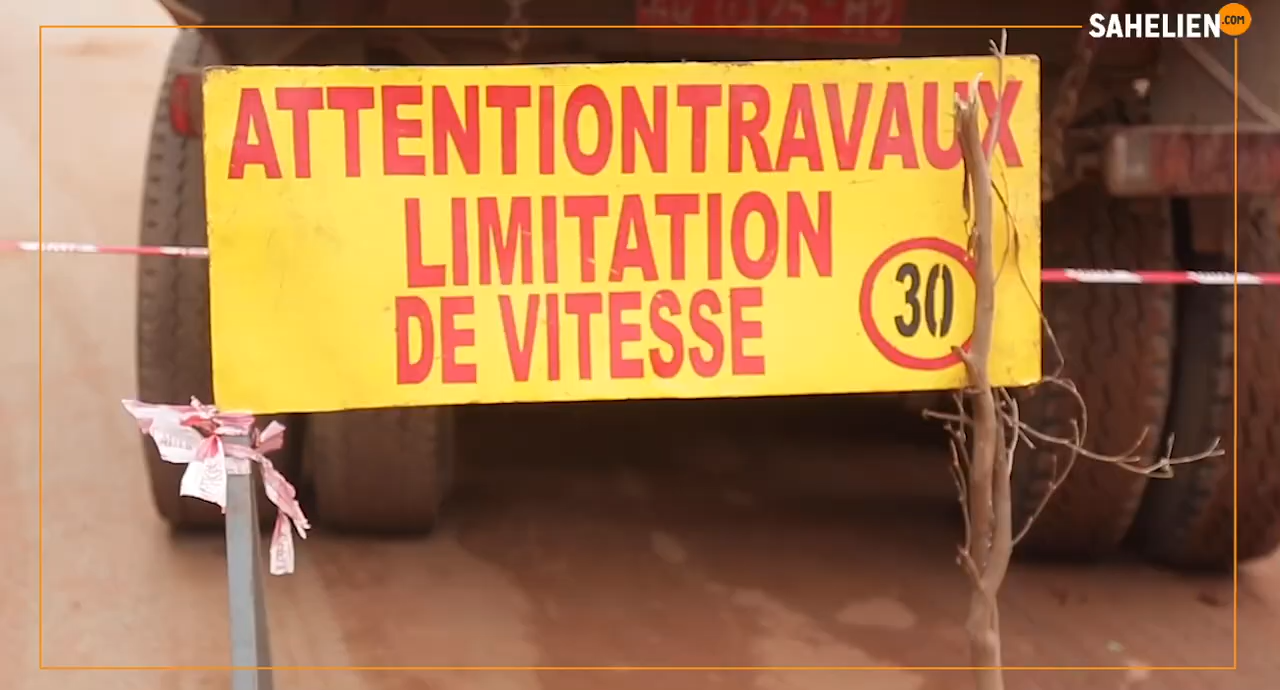 SAHELIEN.COM
ATTENTIONTRAVAUX
LIMITATION
DE VITESSE
30